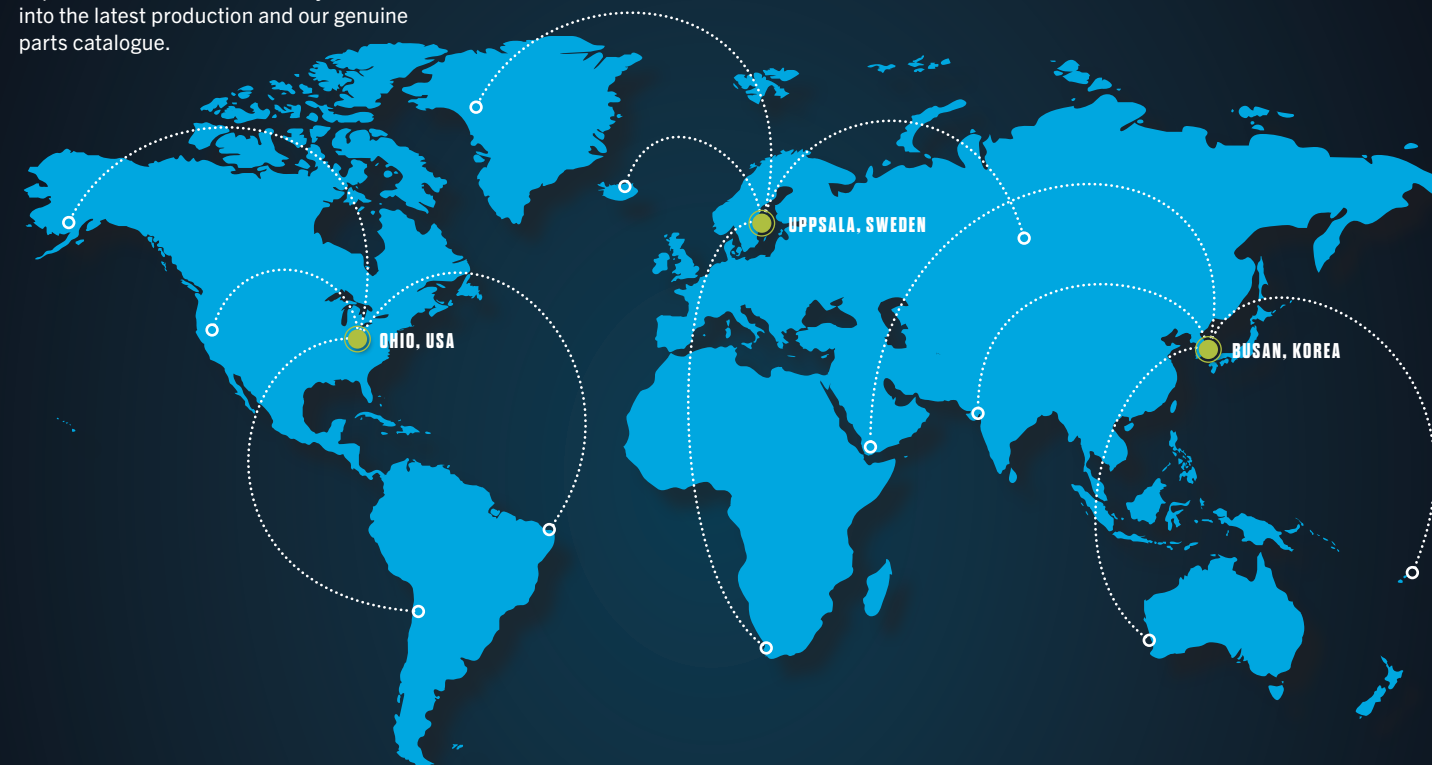 into the latest production and our genuine
parts catalogue.
UPPSALA, SWEDEN
OHIO, USA
BUSAN, KOREA